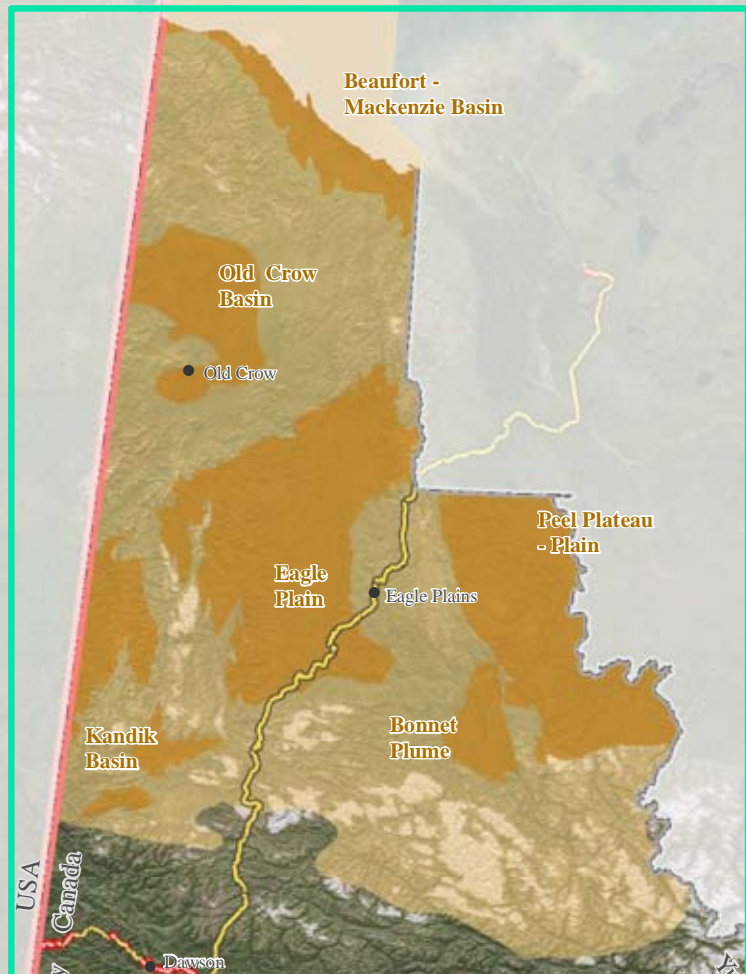 Beaufort -
Mackenzie Basin
Old Crow
Basin
Old Crow
Peel Plateau
- Plain
Eagle
Plain
Eagle Plains
Bonnet
Plume
Kandik
Basin
USA
Canada
Dawson